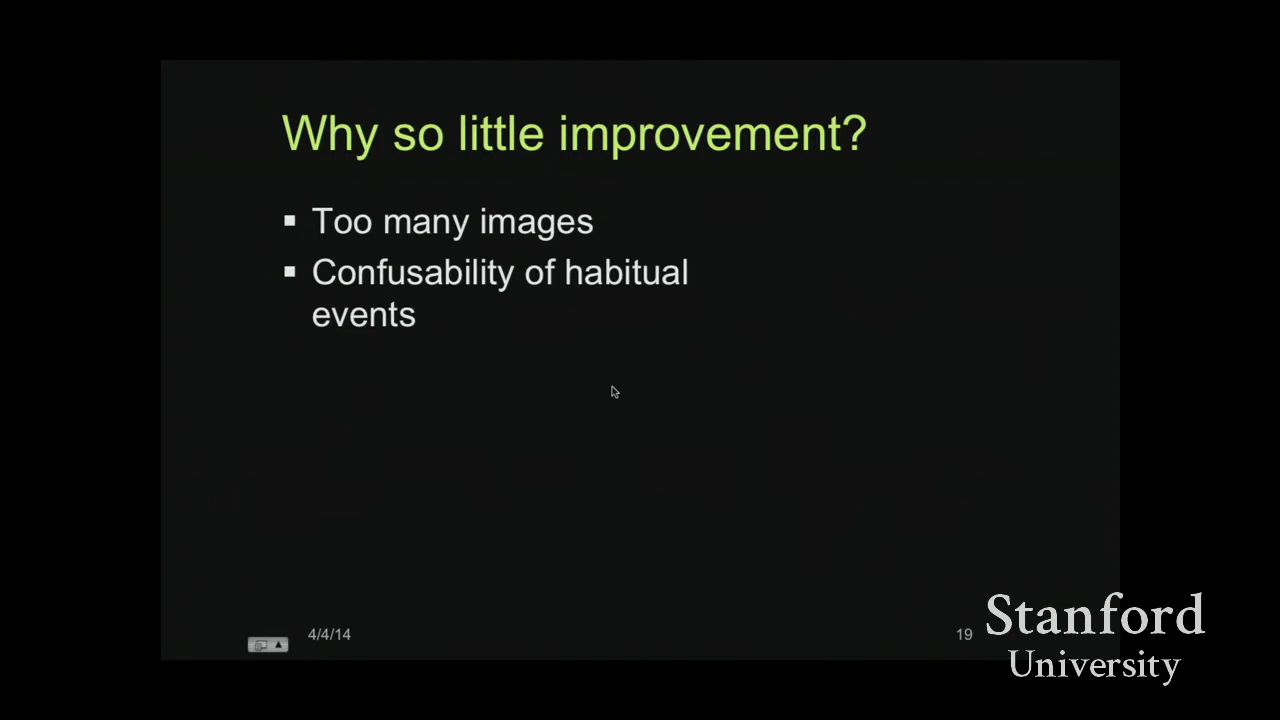 Why so little improvement?
▪ Too many images
▪ Confusability of habitual
events
4/4/14
19
Stanford
University